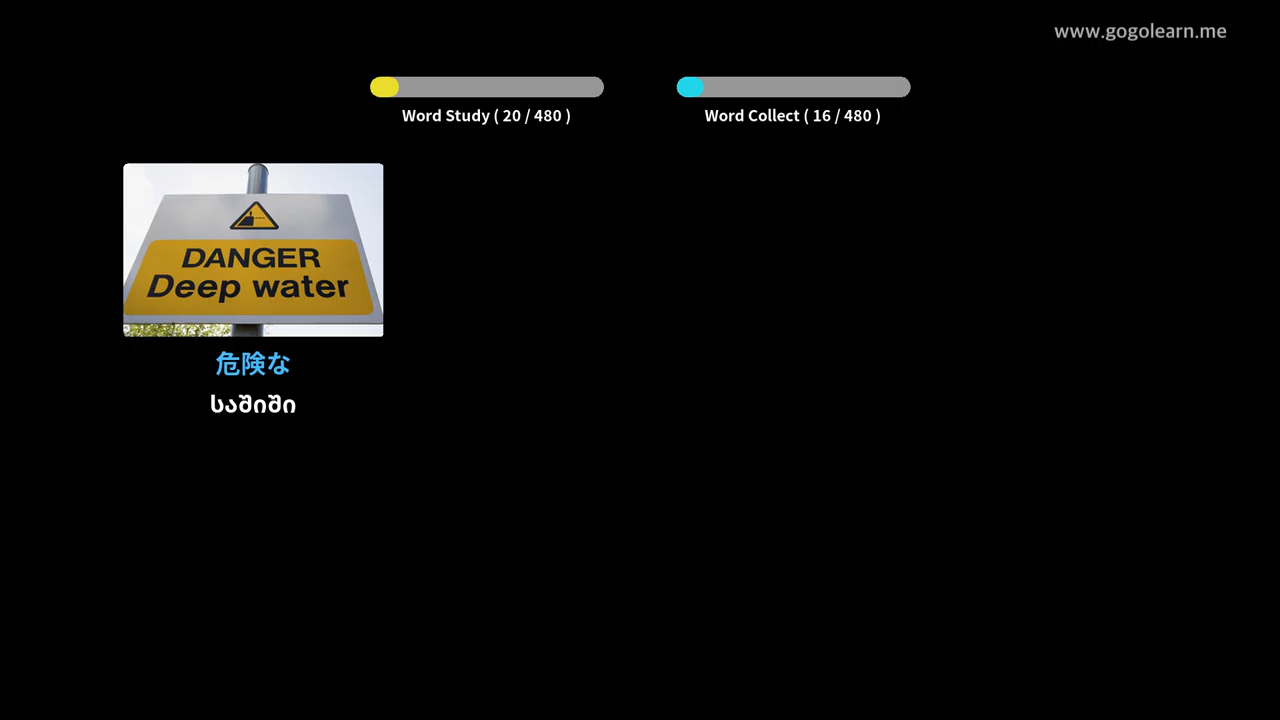 www.gogolearn.me
Word Study ( 20 / 480 )
Word Collect ( 16 / 480 )
DANGER
Deep water
危険な
საშიში